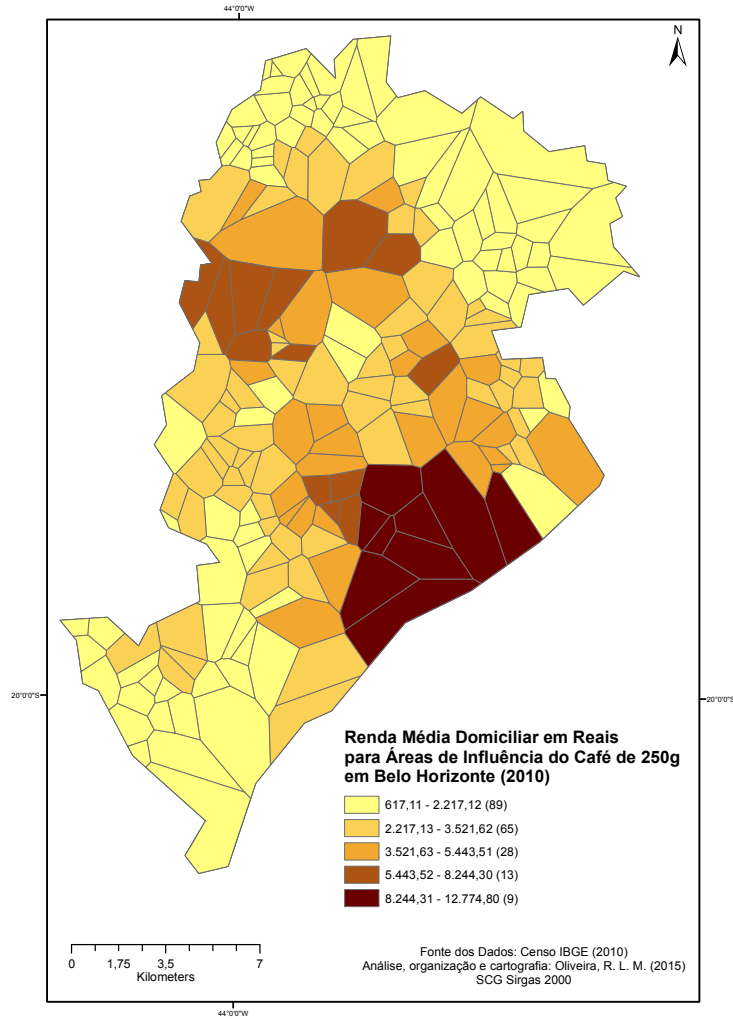 44°0'0"W
N
20°0'0"S
20°0'0"S
Renda Média Domiciliar em Reais
para Áreas de Influência do Café de 250g
em Belo Horizonte (2010)
617,11 - 2.217,12 (89)
2.217,13 - 3.521,62 (65)
3.521,63 - 5.443,51 (28)
5.443,52 - 8.244,30 (13)
8.244,31 - 12.774,80 (9)
0 1,75 3,5 7
Kilometers
Fonte dos Dados: Censo IBGE (2010)
Análise, organização e cartografia: Oliveira, R. L. M. (2015)
SCG Sirgas 2000
44°0'0"W